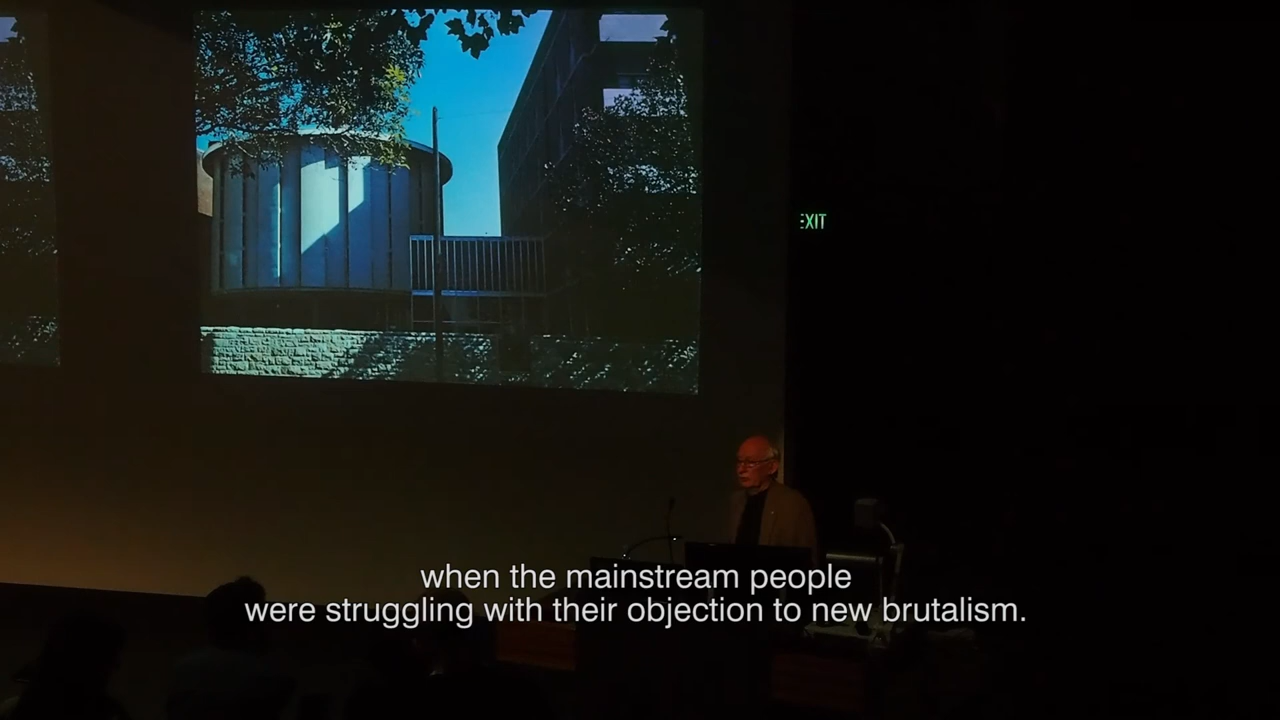 EXIT
when the mainstream people
were struggling with their objection to new brutalism.